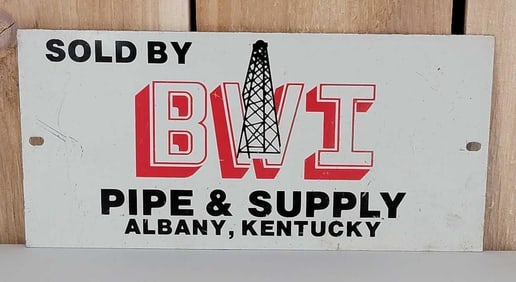 SOLD BY
BWI
PIPE & SUPPLY
ALBANY, KENTUCKY